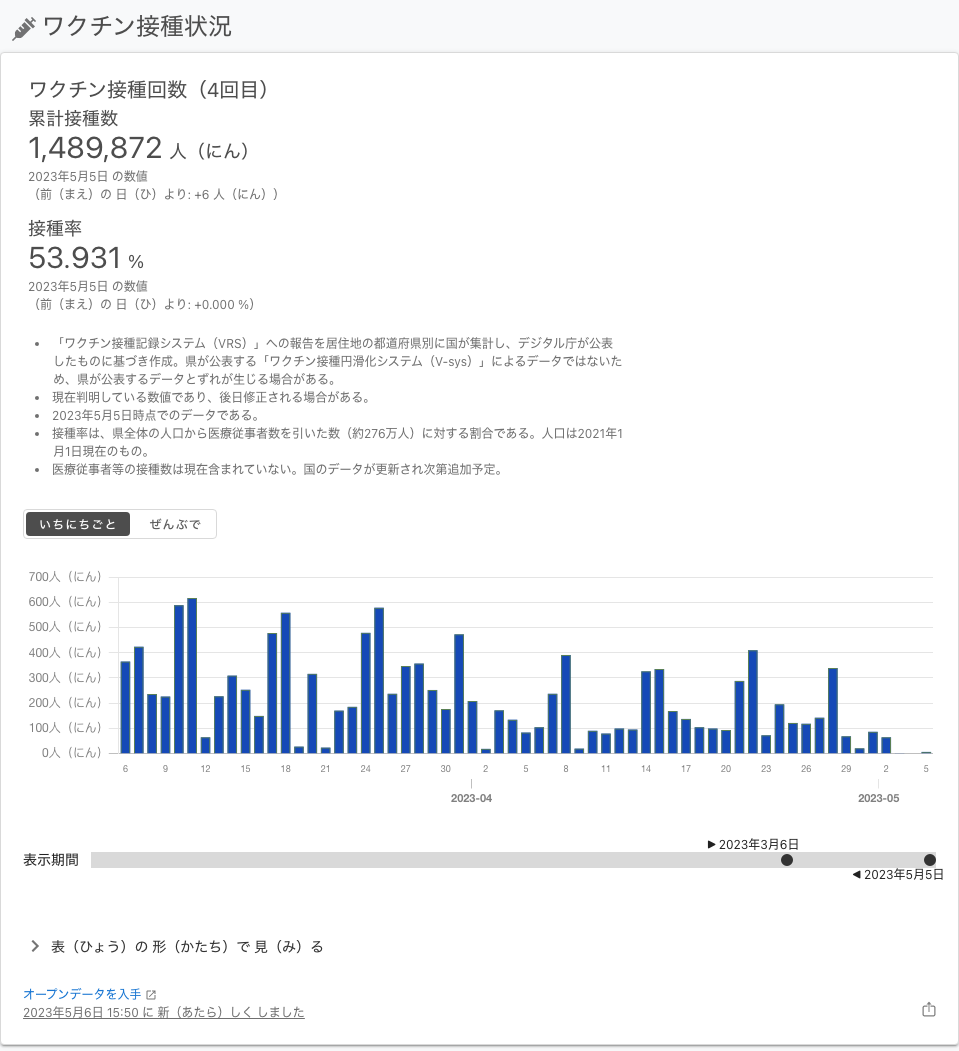 ワクチン接種状況
ワクチン接種回数（4回目）
累計接種数
1,489,872 人（にん）
2023年5月5日 の数値
（前（まえ）の 日（ひ）より: +6 人（にん））
接種率
53.931 %
2023年5月5日 の数値
（前（まえ）の 日（ひ）より: +0.000 %）
「ワクチン接種記録システム（VRS）」への報告を居住地の都道府県別に国が集計し、デジタル庁が公表
したものに基づき作成。県が公表する「ワクチン接種円滑化システム（V-sys）」によるデータではないた
め、県が公表するデータとずれが生じる場合がある。
現在判明している数値であり、後日修正される場合がある。
2023年5月5日時点でのデータである。
接種率は、県全体の人口から医療従事者数を引いた数（約276万人）に対する割合である。人口は2021年1
月1日現在のもの。
医療従事者等の接種数は現在含まれていない。国のデータが更新され次第追加予定。
いちにちごと ぜんぶで
700人（にん）
600人（にん）
500人（にん）
400人（にん）
300人（にん）
200人（にん）
100人（にん）
0人（にん）
6 9 12 15 18 21 24 27 30 2 5 8 11 14 17 20 23 26 29 2 5
2023-04 2023-05
▶ 2023年3月6日
表示期間
◀ 2023年5月5日
表（ひょう）の 形（かたち）で 見（み）る
オープンデータを入手
2023年5月6日 15:50 に 新（あたら）しく しました